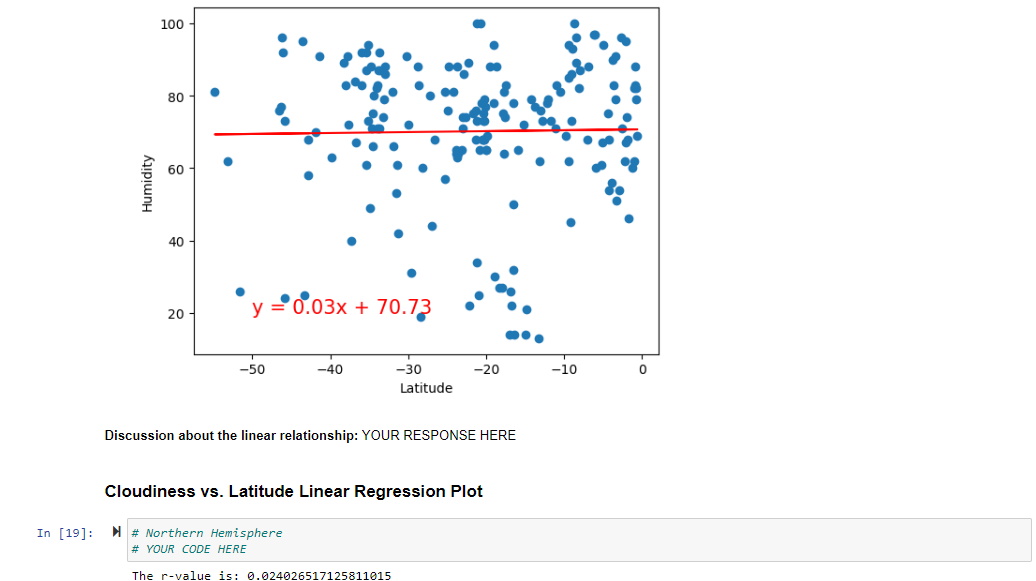 100
80
60
40
20
Humidity
y = 0.03x + 70.73
−50 −40 −30 −20 −10 0
Latitude
Discussion about the linear relationship: YOUR RESPONSE HERE
Cloudiness vs. Latitude Linear Regression Plot
In [19]: # Northern Hemisphere
# YOUR CODE HERE
The r-value is: 0.024026517125811015